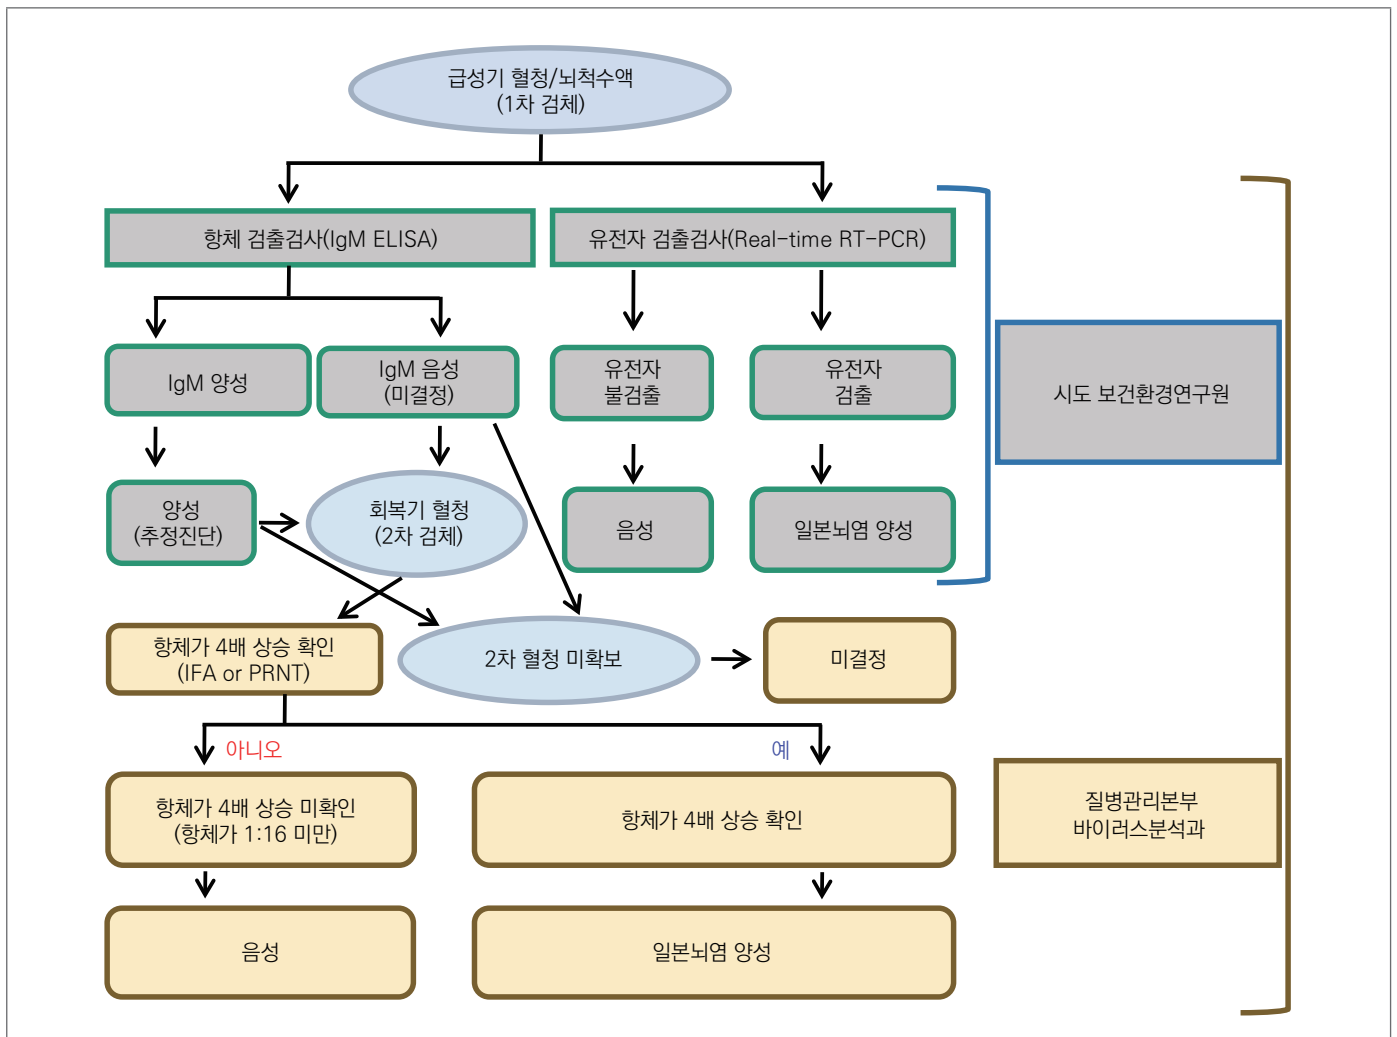 급성기 혈청/뇌척수액
(1차 검체)
항체 검출검사(IgM ELISA)
유전자 검출검사(Real-time RT-PCR)
IgM 양성
IgM 음성
(미결정)
유전자
불검출
유전자
검출
시도 보건환경연구원
양성
(추정진단)
회복기 혈청
(2차 검체)
음성
일본뇌염 양성
항체가 4배 상승 확인
(IFA or PRNT)
2차 혈청 미확보
미결정
아니오
예
항체가 4배 상승 미확인
(항체가 1:16 미만)
항체가 4배 상승 확인
질병관리본부
바이러스분석과
음성
일본뇌염 양성